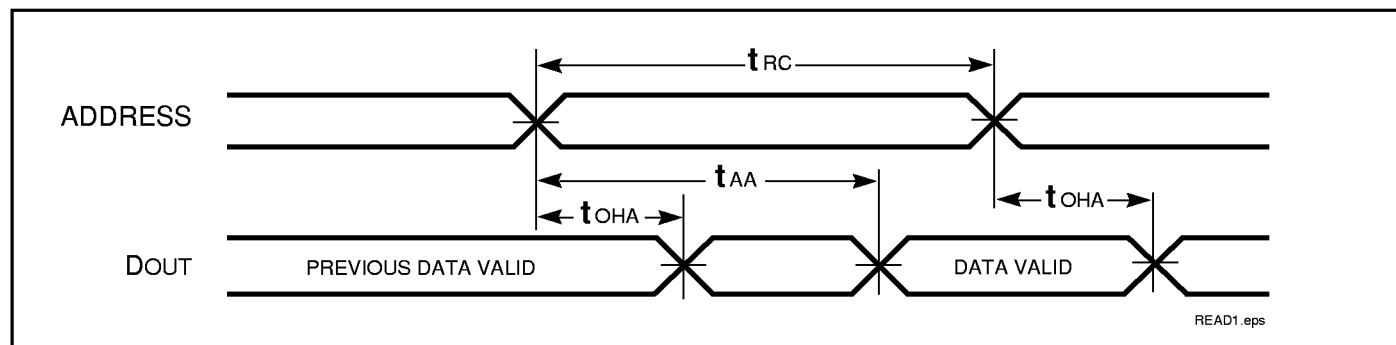 tRC
ADDRESS
tAA
tOHA
tOHA
DOUT
PREVIOUS DATA VALID
DATA VALID
READ1.eps